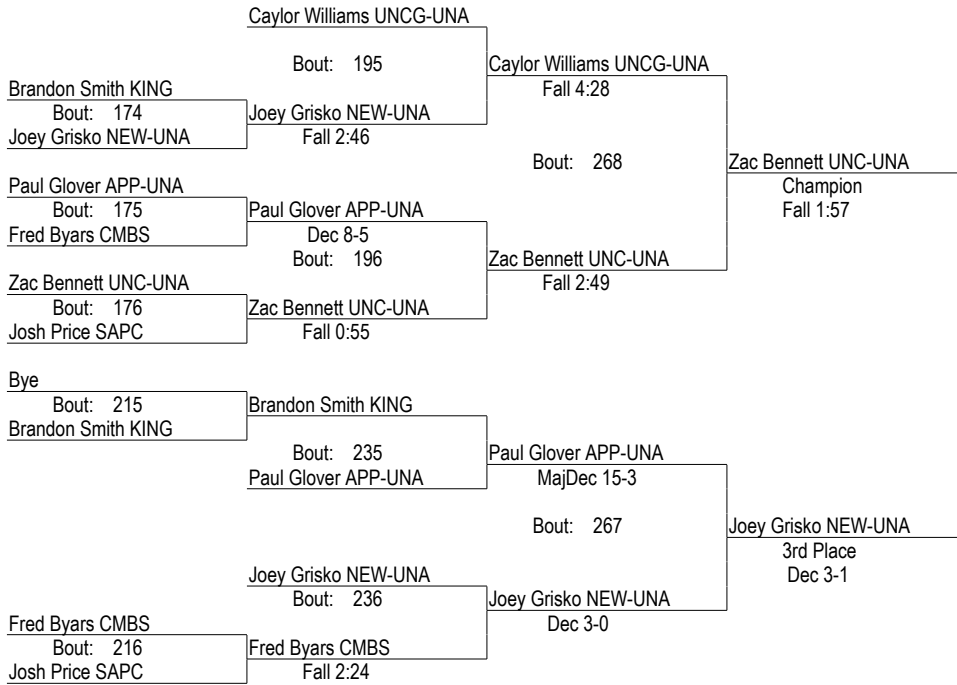 Caylor Williams UNCG-UNA
Bout: 195
Caylor Williams UNCG-UNA
Brandon Smith KING
Fall 4:28
Bout: 174
Joey Grisko NEW-UNA
Joey Grisko NEW-UNA
Fall 2:46
Bout: 268
Zac Bennett UNC-UNA
Paul Glover APP-UNA
Champion
Bout: 175
Paul Glover APP-UNA
Fall 1:57
Fred Byars CMBS
Dec 8-5
Bout: 196
Zac Bennett UNC-UNA
Zac Bennett UNC-UNA
Fall 2:49
Bout: 176
Zac Bennett UNC-UNA
Josh Price SAPC
Fall 0:55
Bye
Bout: 215
Brandon Smith KING
Brandon Smith KING
Bout: 235
Paul Glover APP-UNA
Paul Glover APP-UNA
MajDec 15-3
Bout: 267
Joey Grisko NEW-UNA
3rd Place
Joey Grisko NEW-UNA
Dec 3-1
Bout: 236
Joey Grisko NEW-UNA
Fred Byars CMBS
Dec 3-0
Bout: 216
Fred Byars CMBS
Josh Price SAPC
Fall 2:24